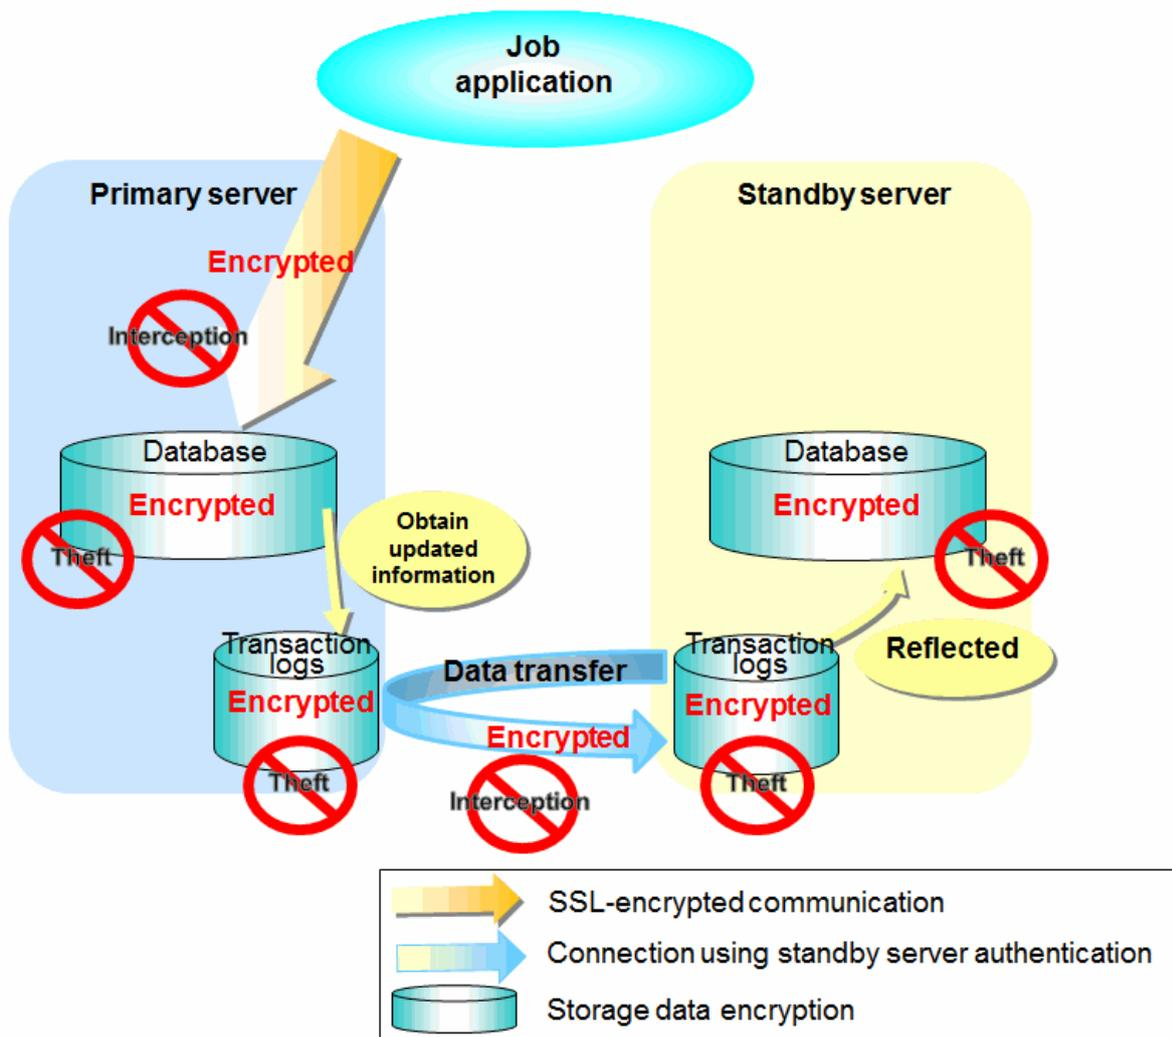 Job
application
Primary server
Standby server
Encrypted
Interception
Database
Encrypted
Theft
Obtain
updated
information
Database
Encrypted
Theft
Transaction
logs
Encrypted
Theft
Data transfer
Encrypted
Interception
Transaction
logs
Encrypted
Theft
Reflected
SSL-encrypted communication
Connection using standby server authentication
Storage data encryption